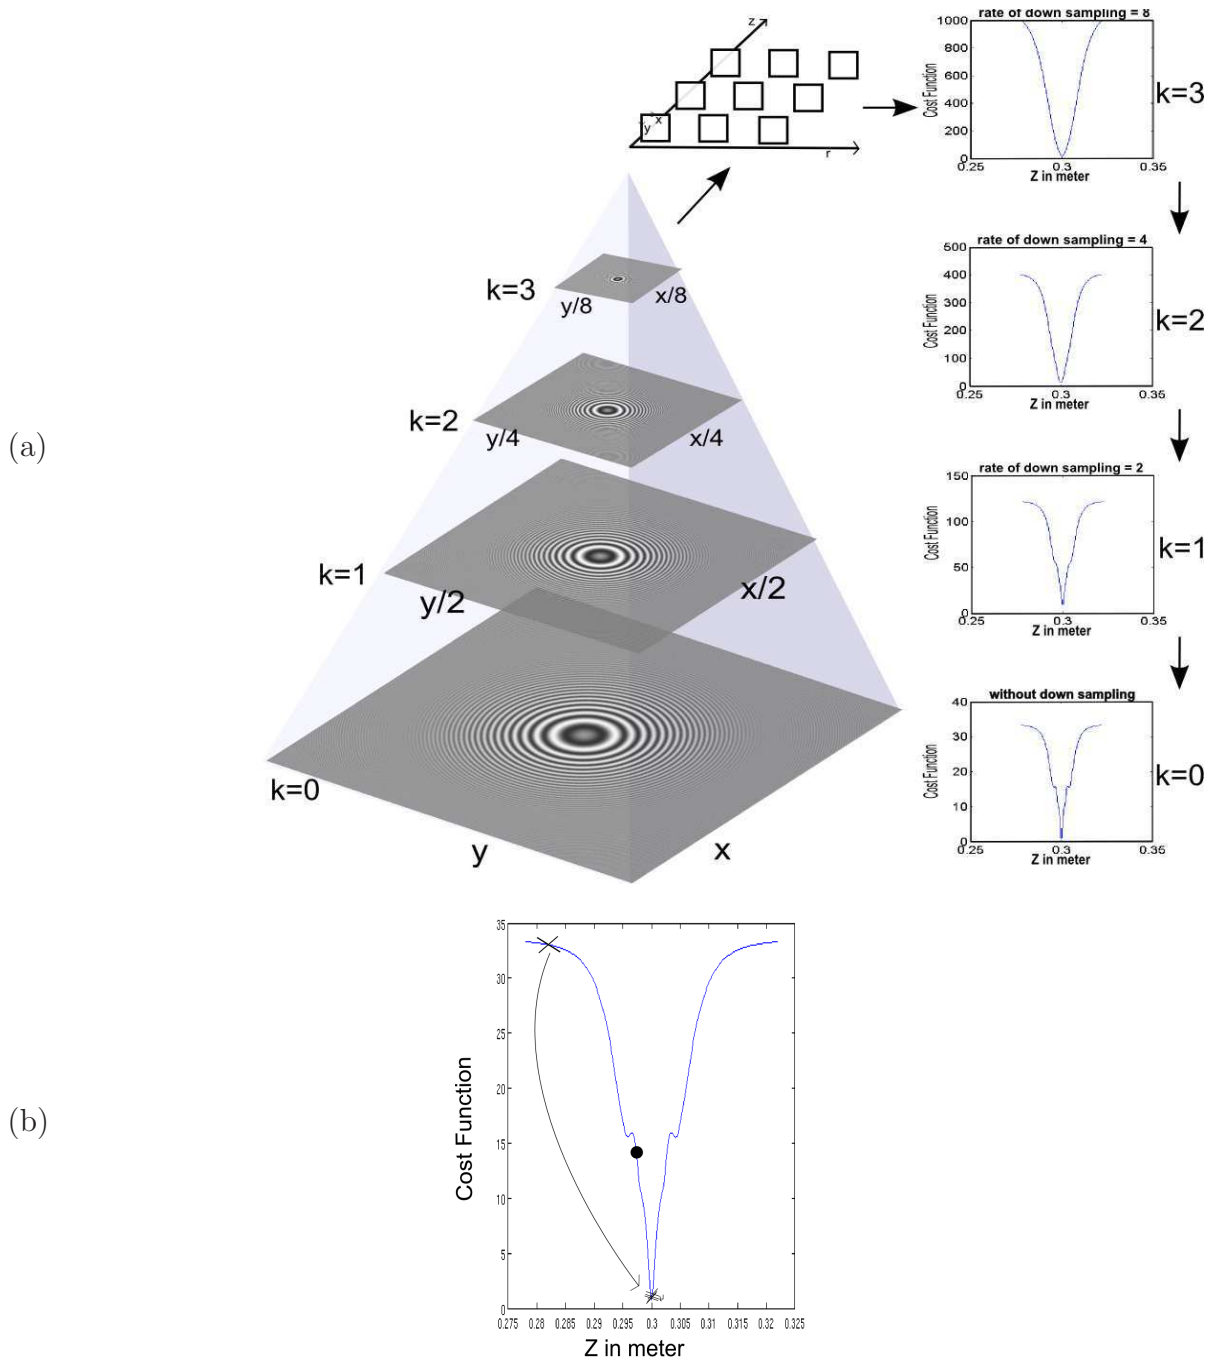 (a)
z
x
y
r
k=3
y/8
x/8
k=2
y/4
x/4
k=1
y/2
x/2
k=0
y
x
rate of down sampling = 8
Cost Function
1000
800
600
400
200
0
0.25
0.3
0.35
Z in meter
k=3
rate of down sampling = 4
Cost Function
500
400
300
200
100
0
0.25
0.3
0.35
Z in meter
k=2
rate of down sampling = 2
Cost Function
150
100
50
0
0.25
0.3
0.35
Z in meter
k=1
without down sampling
Cost Function
40
30
20
10
0
0.25
0.3
0.35
Z in meter
k=0
(b)
Cost Function
35
30
25
20
15
10
5
0
0.275 0.28 0.285 0.29 0.295 0.3 0.305 0.31 0.315 0.32 0.325
Z in meter